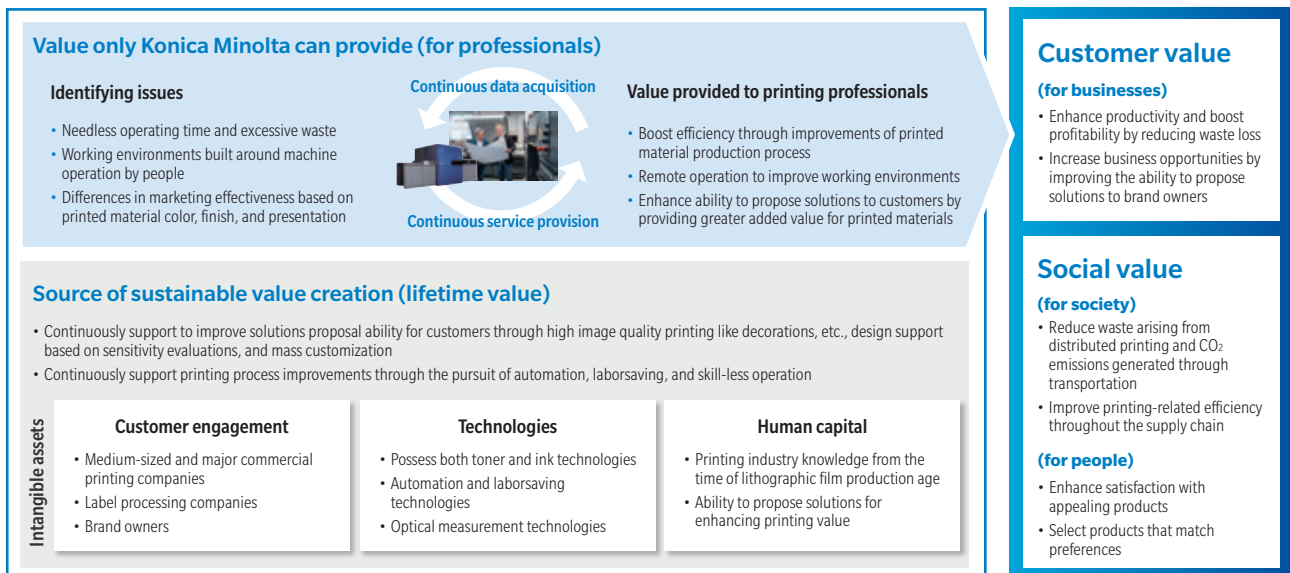 Value only Konica Minolta can provide (for professionals)
Identifying issues
• Needless operating time and excessive waste
• Working environments built around machine
operation by people
• Differences in marketing effectiveness based on
printed material color, finish, and presentation
Continuous data acquisition
Continuous service provision
Value provided to printing professionals
• Boost efficiency through improvements of printed
material production process
• Remote operation to improve working environments
• Enhance ability to propose solutions to customers by
providing greater added value for printed materials
Source of sustainable value creation (lifetime value)
• Continuously support to improve solutions proposal ability for customers through high image quality printing like decorations, etc., design support
based on sensitivity evaluations, and mass customization
• Continuously support printing process improvements through the pursuit of automation, laborsaving, and skill-less operation
Intangible assets
Customer engagement
• Medium-sized and major commercial
printing companies
• Label processing companies
• Brand owners
Technologies
• Possess both toner and ink technologies
• Automation and laborsaving
technologies
• Optical measurement technologies
Human capital
• Printing industry knowledge from the
time of lithographic film production age
• Ability to propose solutions for
enhancing printing value
Customer value
(for businesses)
• Enhance productivity and boost
profitability by reducing waste loss
• Increase business opportunities by
improving the ability to propose
solutions to brand owners
Social value
(for society)
• Reduce waste arising from
distributed printing and CO₂
emissions generated through
transportation
• Improve printing-related efficiency
throughout the supply chain
(for people)
• Enhance satisfaction with
appealing products
• Select products that match
preferences